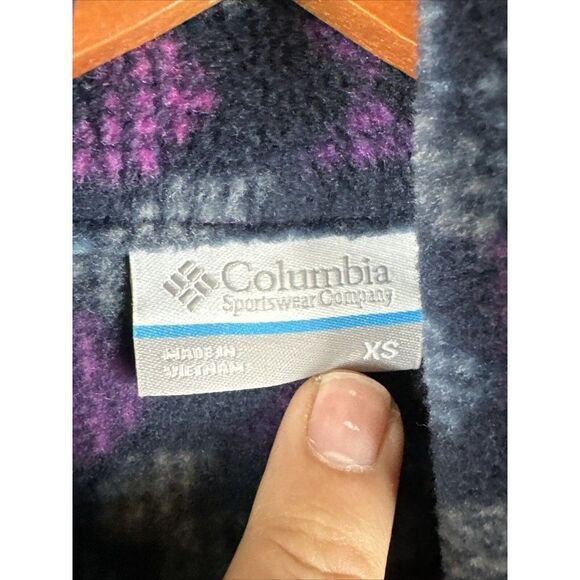 Columbia
Sportswear Company
MADE IN
VIETNAM
XS